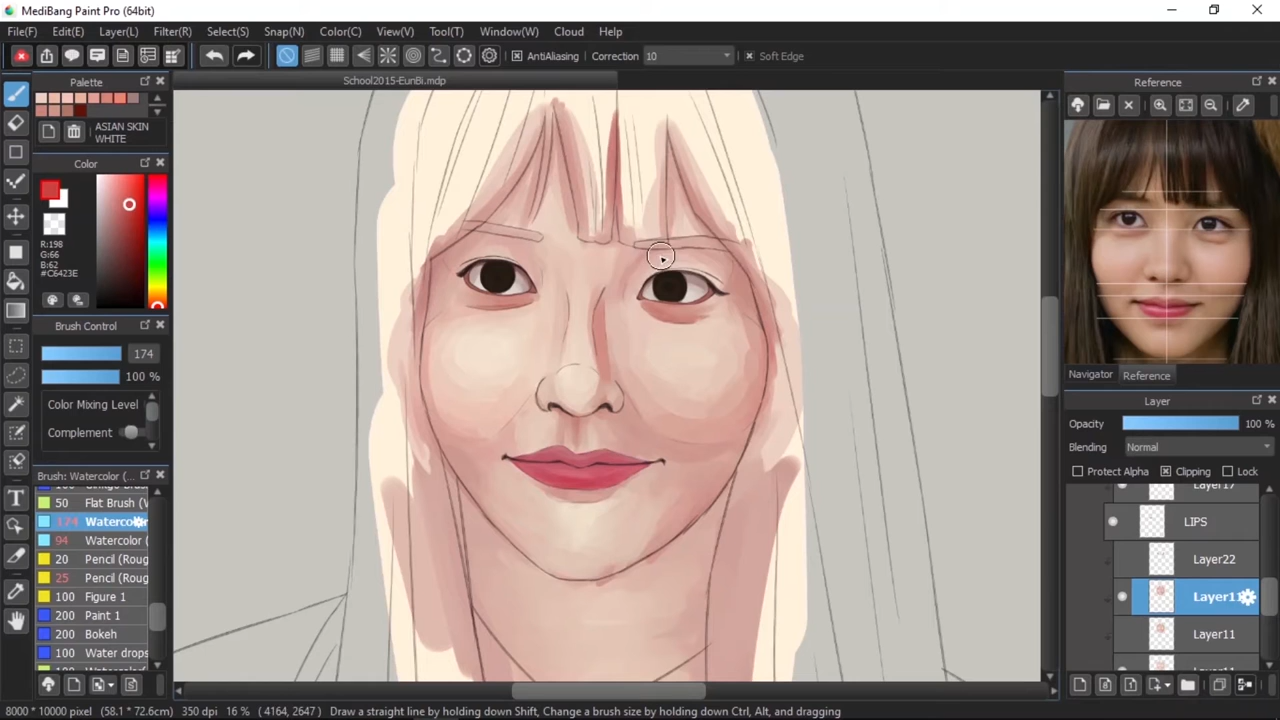 MediBang Paint Pro (64bit)
File(F) Edit(E) Layer(L) Filter(R) Select(S) Snap(N) Color(C) View(V) Tool(T) Window(W) Cloud Help
AntiAliasing Correction 10 Soft Edge
School2015-EunBi.mdp
Palette
ASIAN SKIN
WHITE
Color
R:198
G:66
B:62
#C6423E
Brush Control
174
100 %
Color Mixing Level
Complement
Brush: Watercolor (...
50 Flat Brush (V
174 Watercolor
94 Watercolor (
20 Pencil (Roug
25 Pencil (Roug
100 Figure 1
200 Paint 1
200 Bokeh
100 Water drops
Reference
Navigator Reference
Layer
Opacity 100 %
Blending Normal
Protect Alpha Clipping Lock
Layer17
LIPS
Layer22
Layer11
Layer11
8000 * 10000 pixel (58.1 * 72.6cm) 350 dpi 16 % ( 4164, 2647 ) Draw a straight line by holding down Shift, Change a brush size by holding down Ctrl, Alt, and dragging